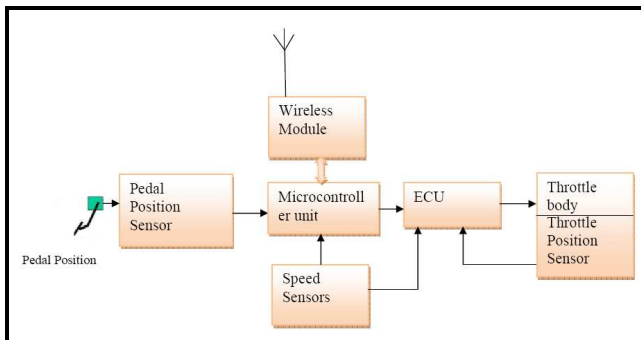 Wireless
Module
Pedal
Position
Sensor
Microcontroll
er unit
ECU
Throttle
body
Throttle
Position
Sensor
Pedal Position
Speed
Sensors